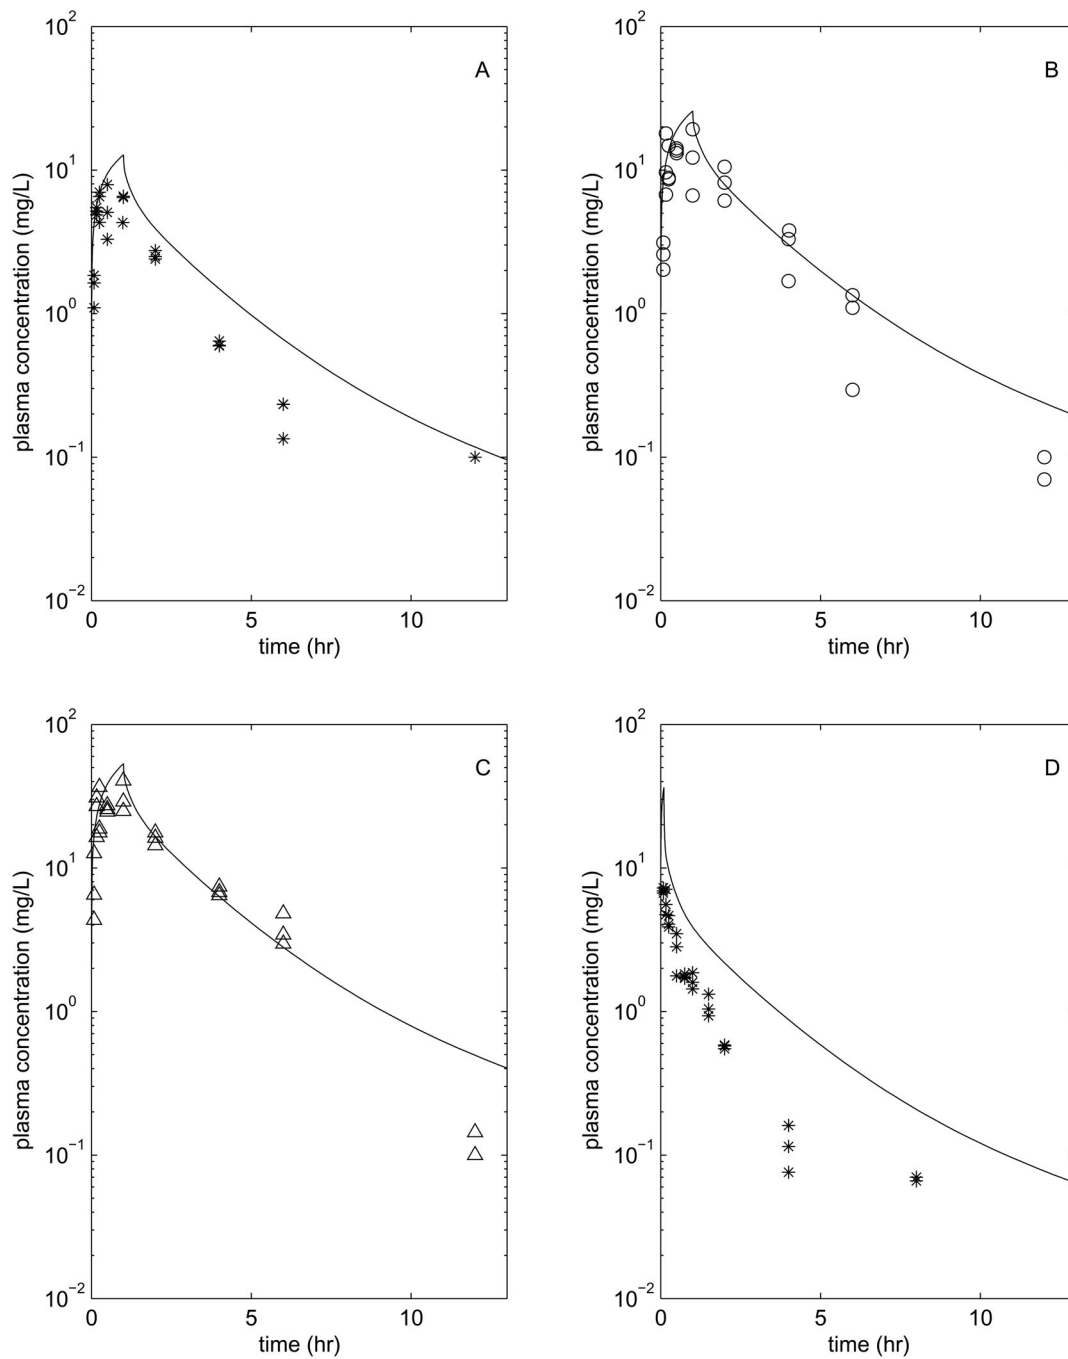 10²
A
10¹
10⁰
10⁻¹
10⁻²
0 5 10
time (hr)
plasma concentration (mg/L)
10²
B
10¹
10⁰
10⁻¹
10⁻²
0 5 10
time (hr)
plasma concentration (mg/L)
10²
C
10¹
10⁰
10⁻¹
10⁻²
0 5 10
time (hr)
plasma concentration (mg/L)
10²
D
10¹
10⁰
10⁻¹
10⁻²
0 5 10
time (hr)
plasma concentration (mg/L)